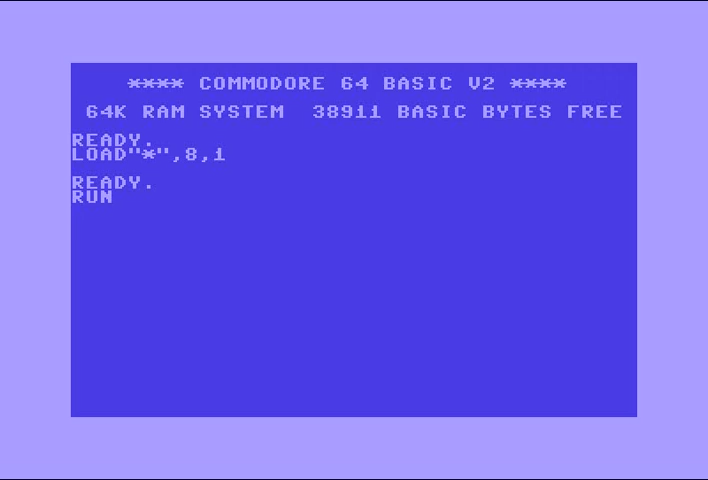 **** COMMODORE 64 BASIC V2 ****
64K RAM SYSTEM  38911 BASIC BYTES FREE
READY.
LOAD"*",8,1
READY.
RUN